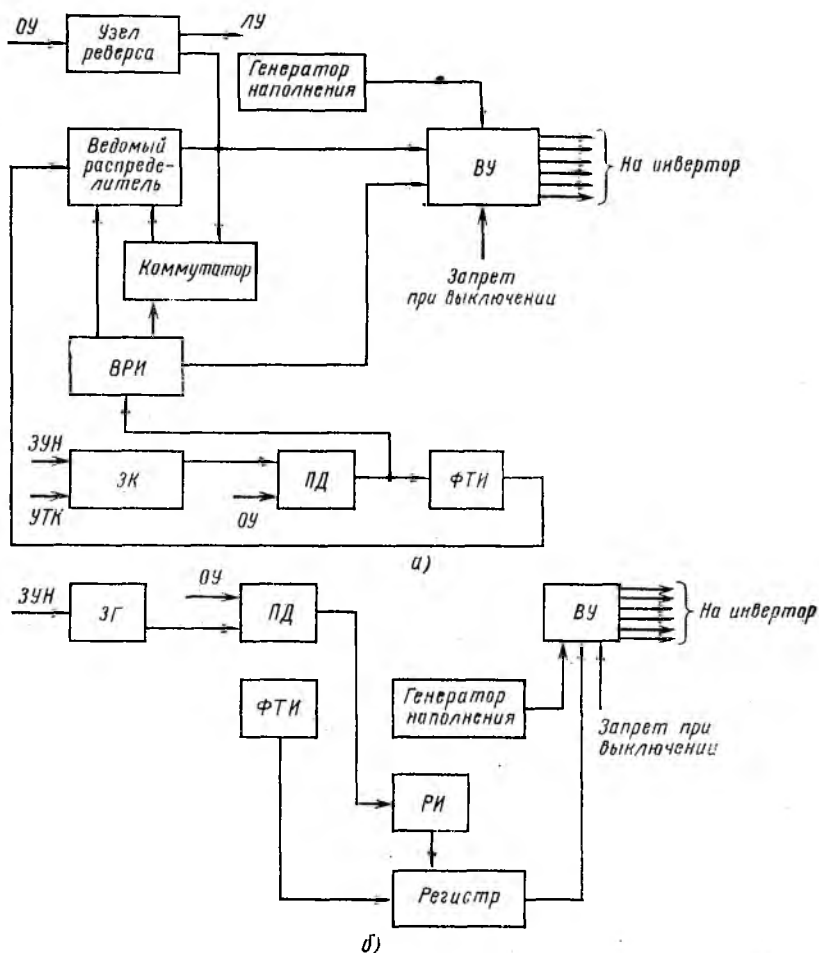 ОУ
Узел
реверса
ЛУ
Генератор
наполнения
Ведомый
распреде-
литель
ВУ
На инвертор
Коммутатор
Запрет
при выключении
ВРИ
ЗУН
ЗК
УТК
ПД
ОУ
ФТИ
а)
ЗУН
ЗГ
ОУ
ПД
ВУ
На инвертор
ФТИ
Генератор
наполнения
Запрет при
выключении
РИ
Регистр
б)